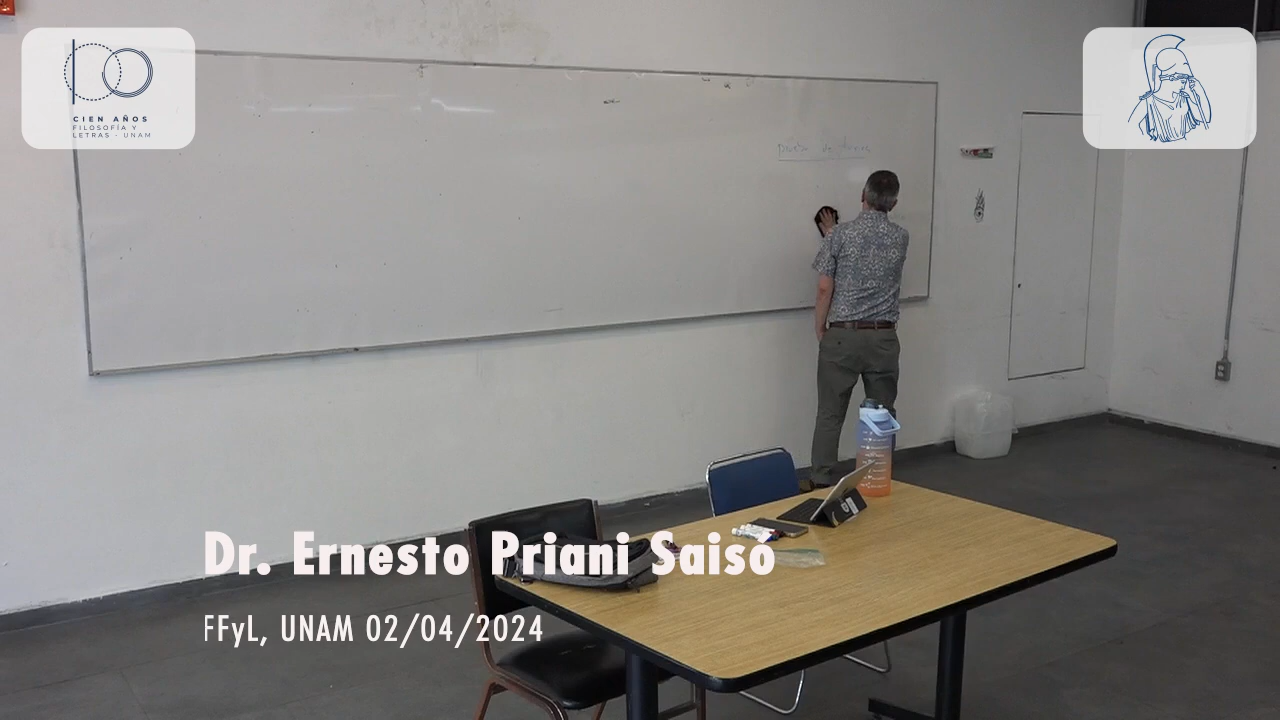 CIEN AÑOS
FILOSOFÍA Y
LETRAS · UNAM
Dr. Ernesto Priani Saiso
FFyL, UNAM 02/04/2024